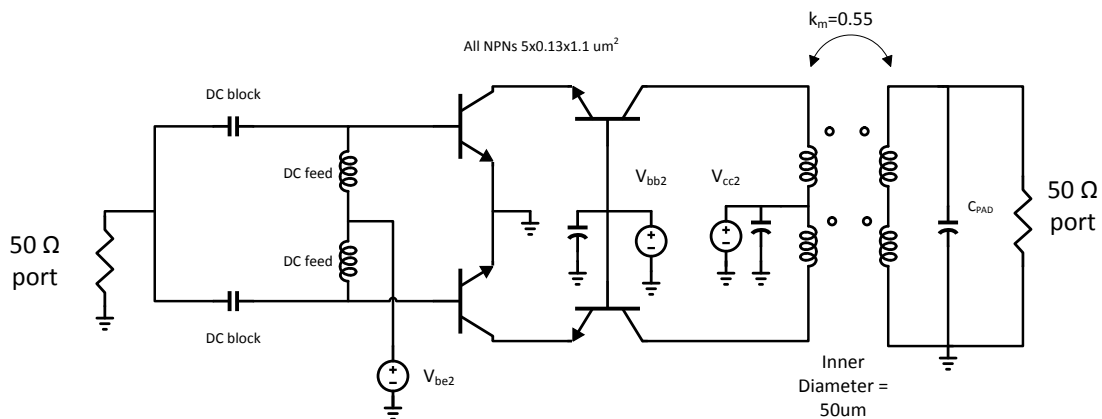 k_m=0.55
All NPNs 5x0.13x1.1 um²
DC block
DC feed
V_bb2
V_cc2
C_PAD
50 Ω
port
50 Ω
port
DC feed
DC block
V_be2
Inner
Diameter =
50um